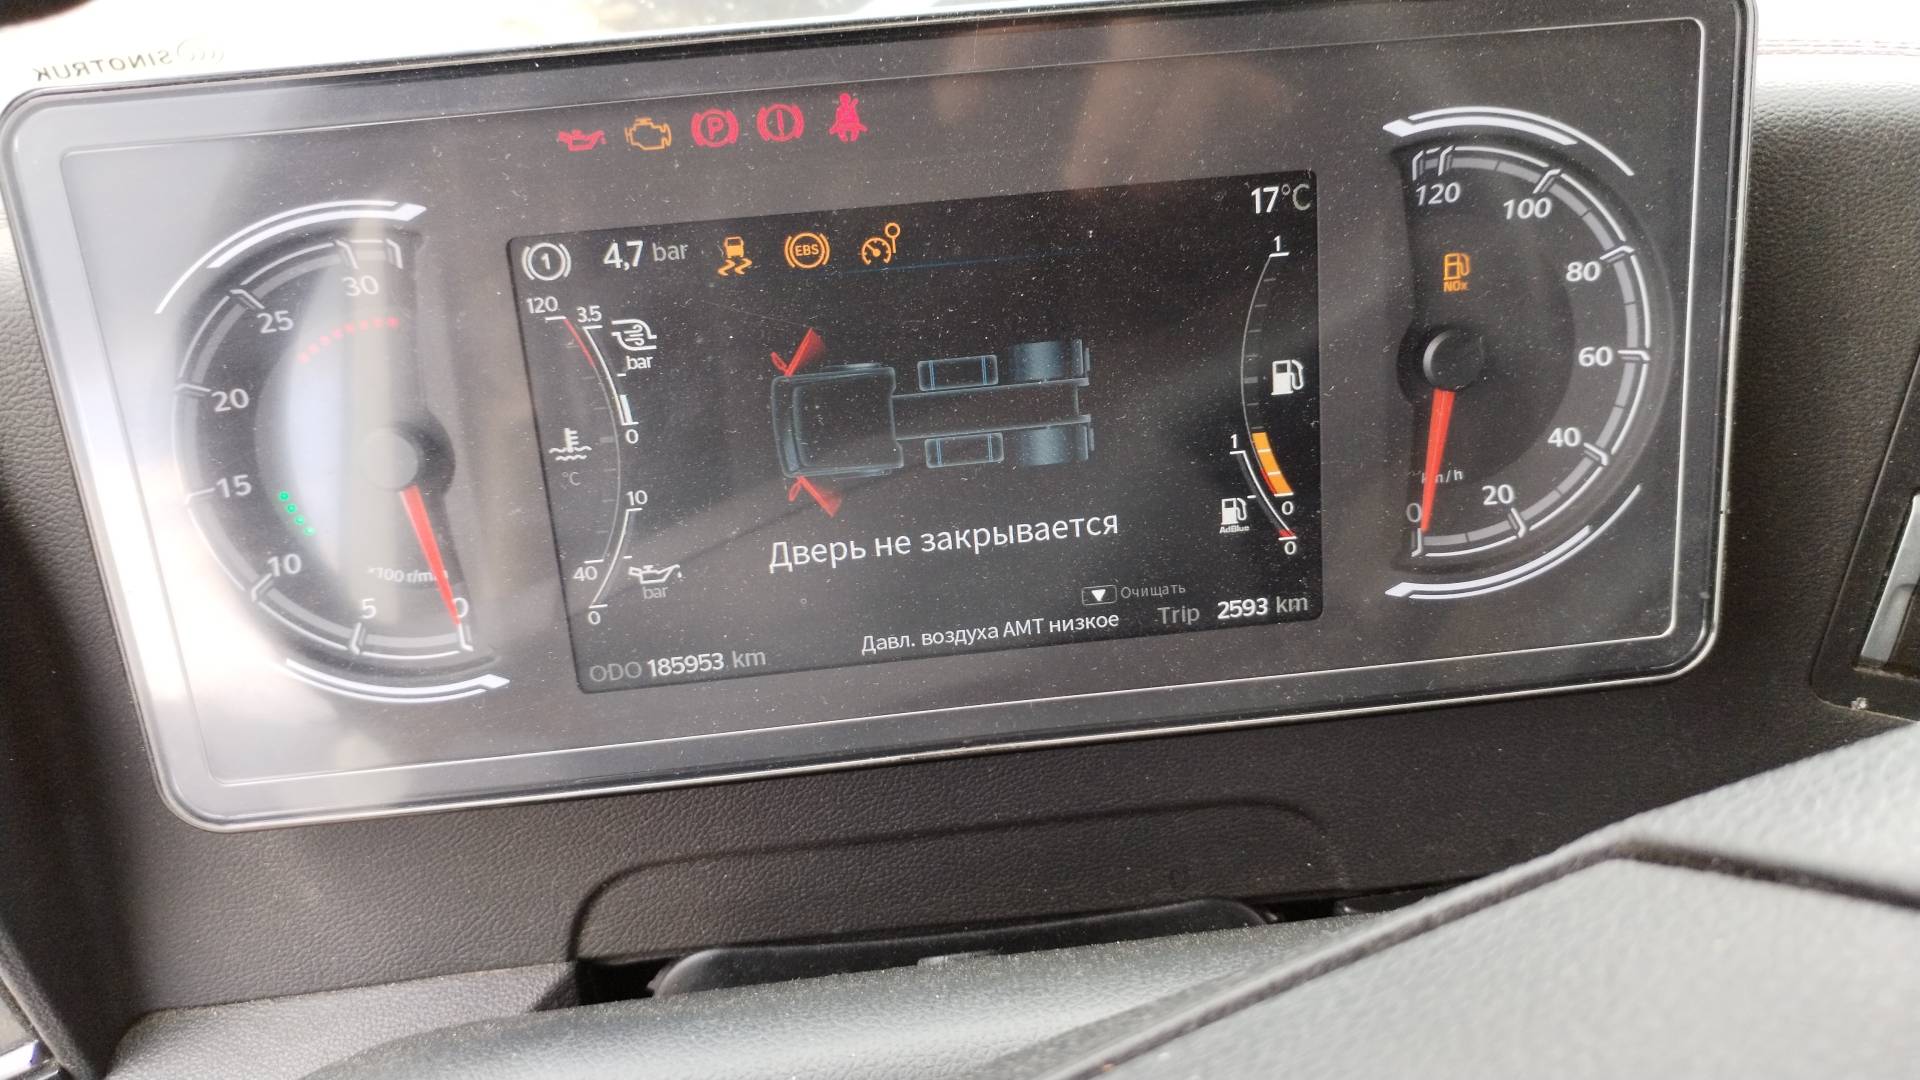 SINOTRUK
P
17°C
1
4,7 bar
EBS
120
3.5
bar
0
°C
10
40
bar
0
1
1
0
AdBlue
0
Дверь не закрывается
Очищать
Давл. воздуха АМТ низкое
Trip 2593 km
ODO 185953 km
30
25
20
15
10
5
0
×100 r/min
120
100
80
60
40
20
0
km/h
NOx